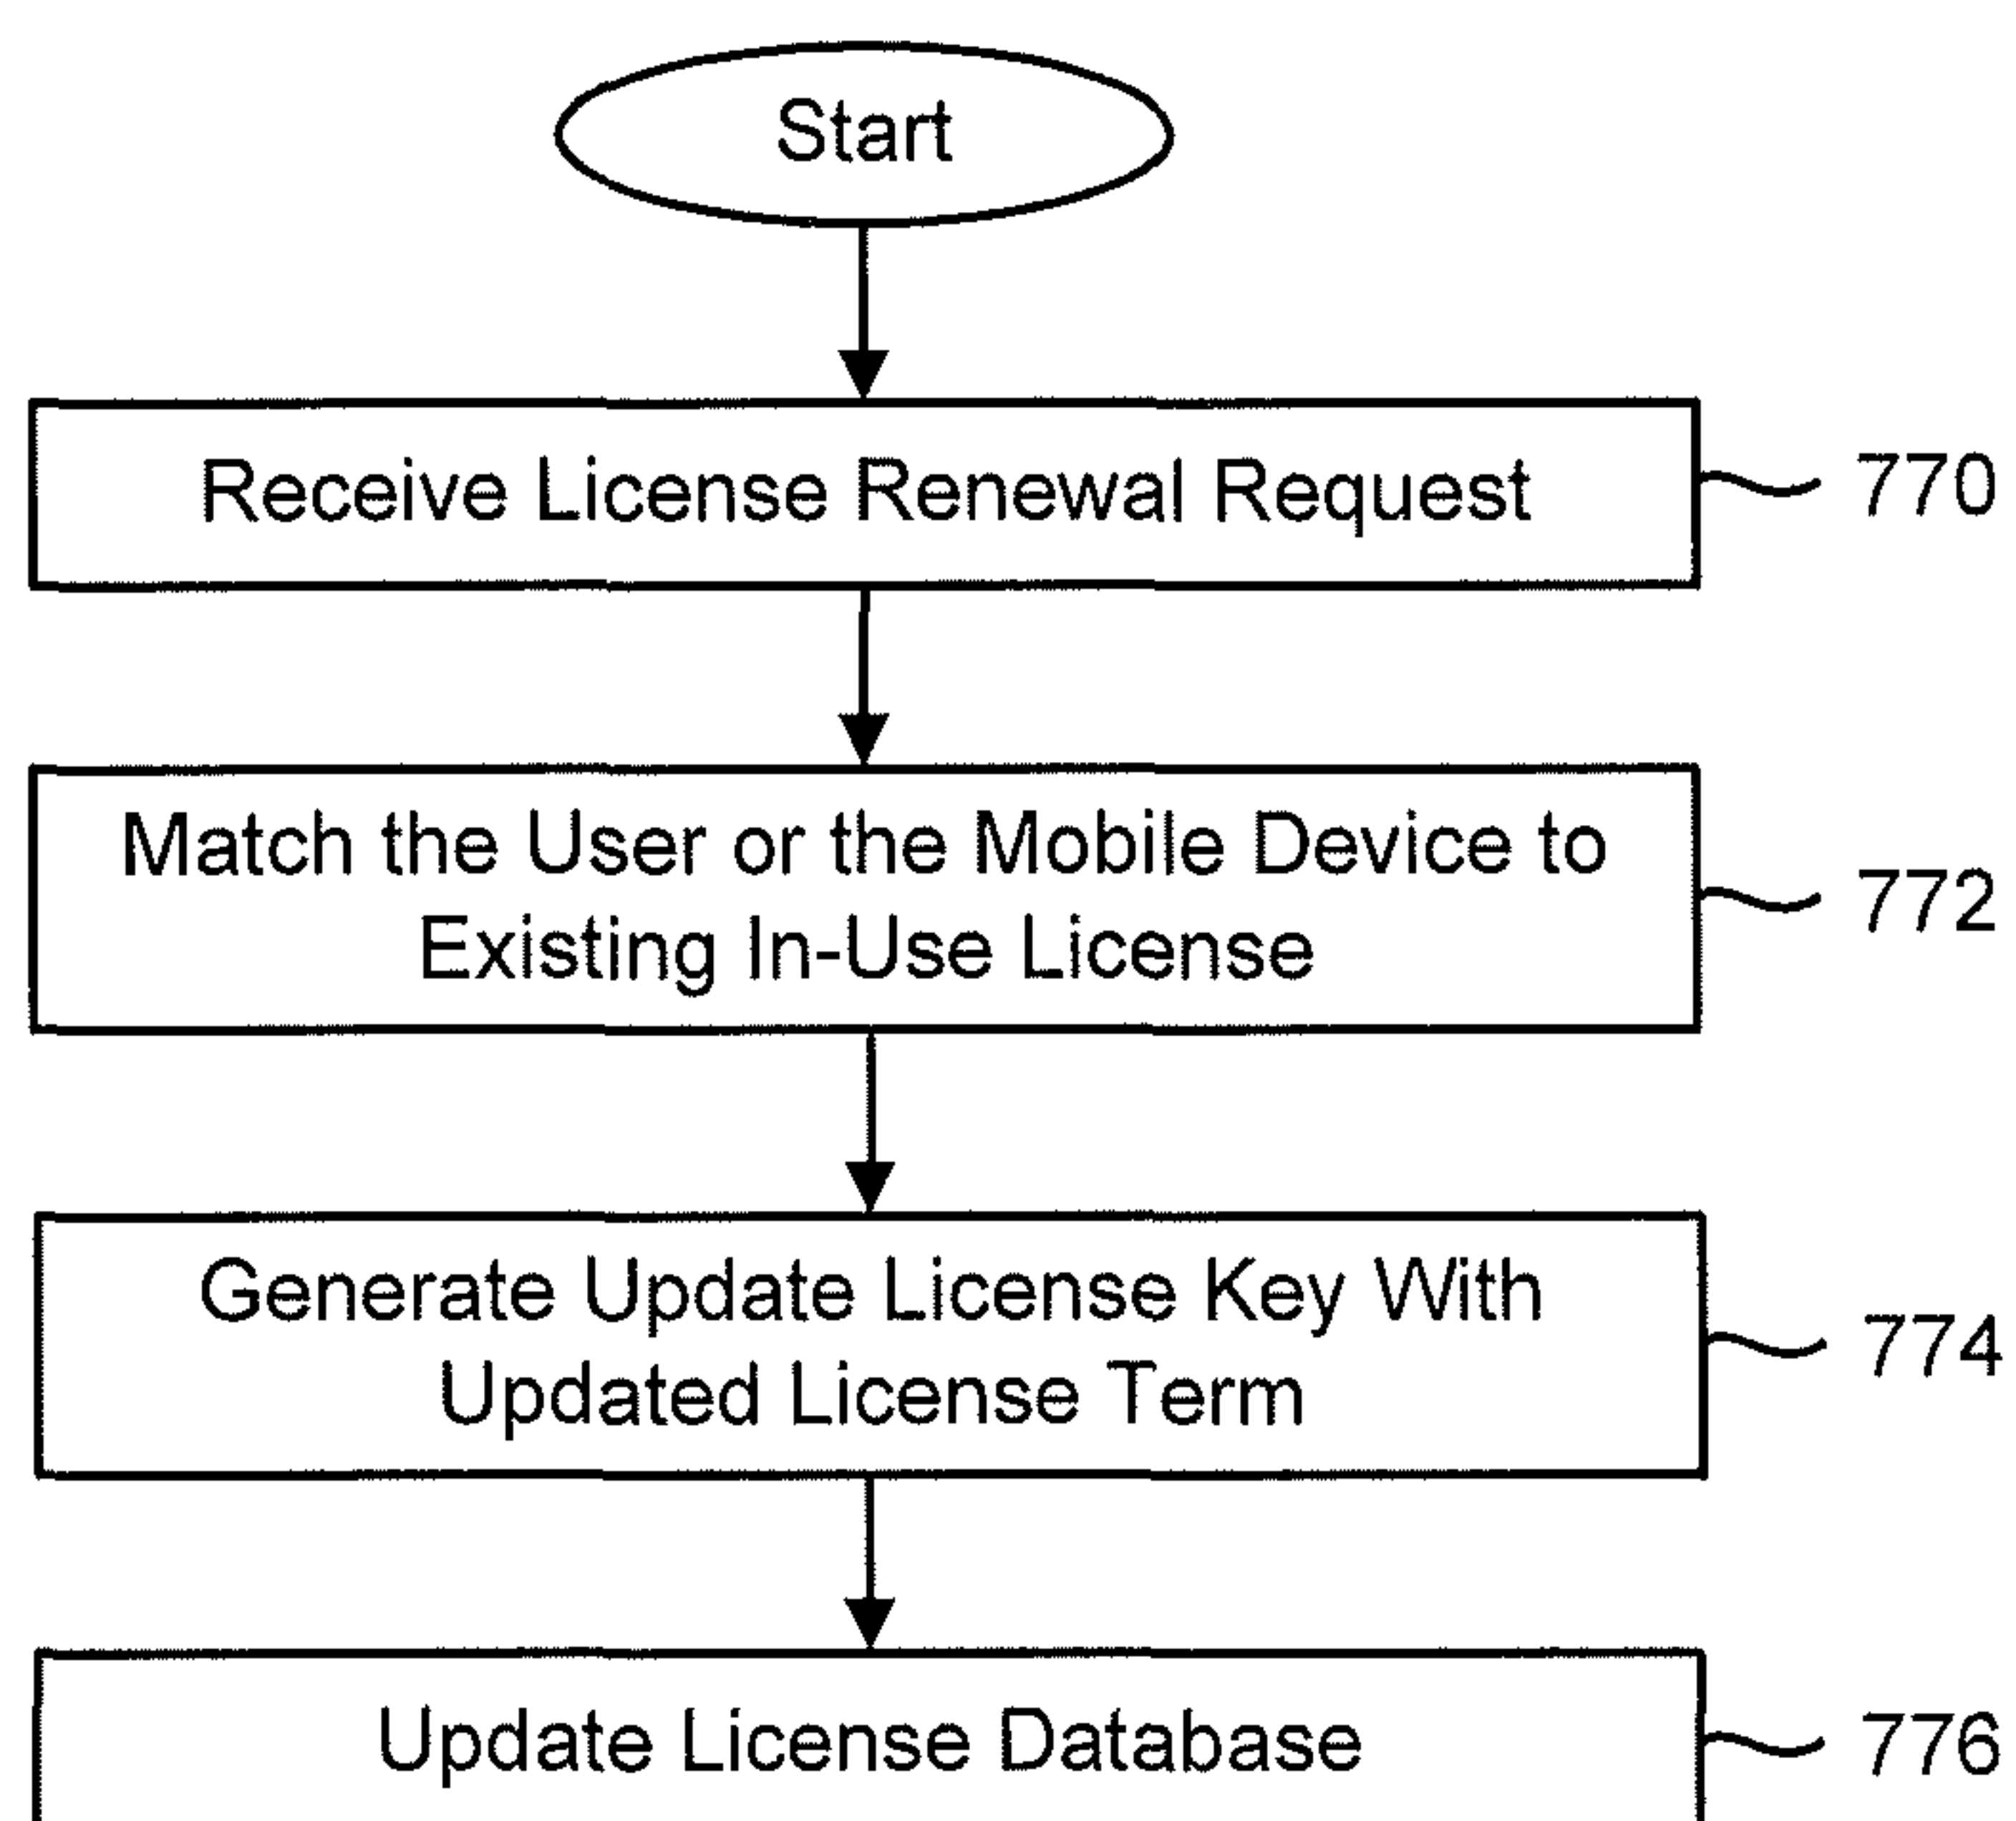 Start
Receive License Renewal Request
770
Match the User or the Mobile Device to
Existing In-Use License
772
Generate Update License Key With
Updated License Term
774
Update License Database
776